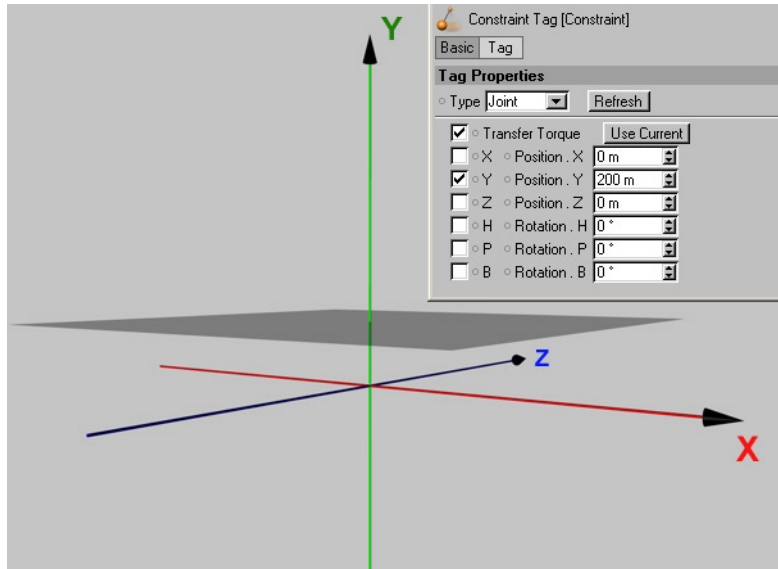 Y
Constraint Tag [Constraint]
Basic Tag
Tag Properties
Type Joint Refresh
Transfer Torque Use Current
X Position . X 0 m
Y Position . Y 200 m
Z Position . Z 0 m
H Rotation . H 0 °
P Rotation . P 0 °
B Rotation . B 0 °
Z
X